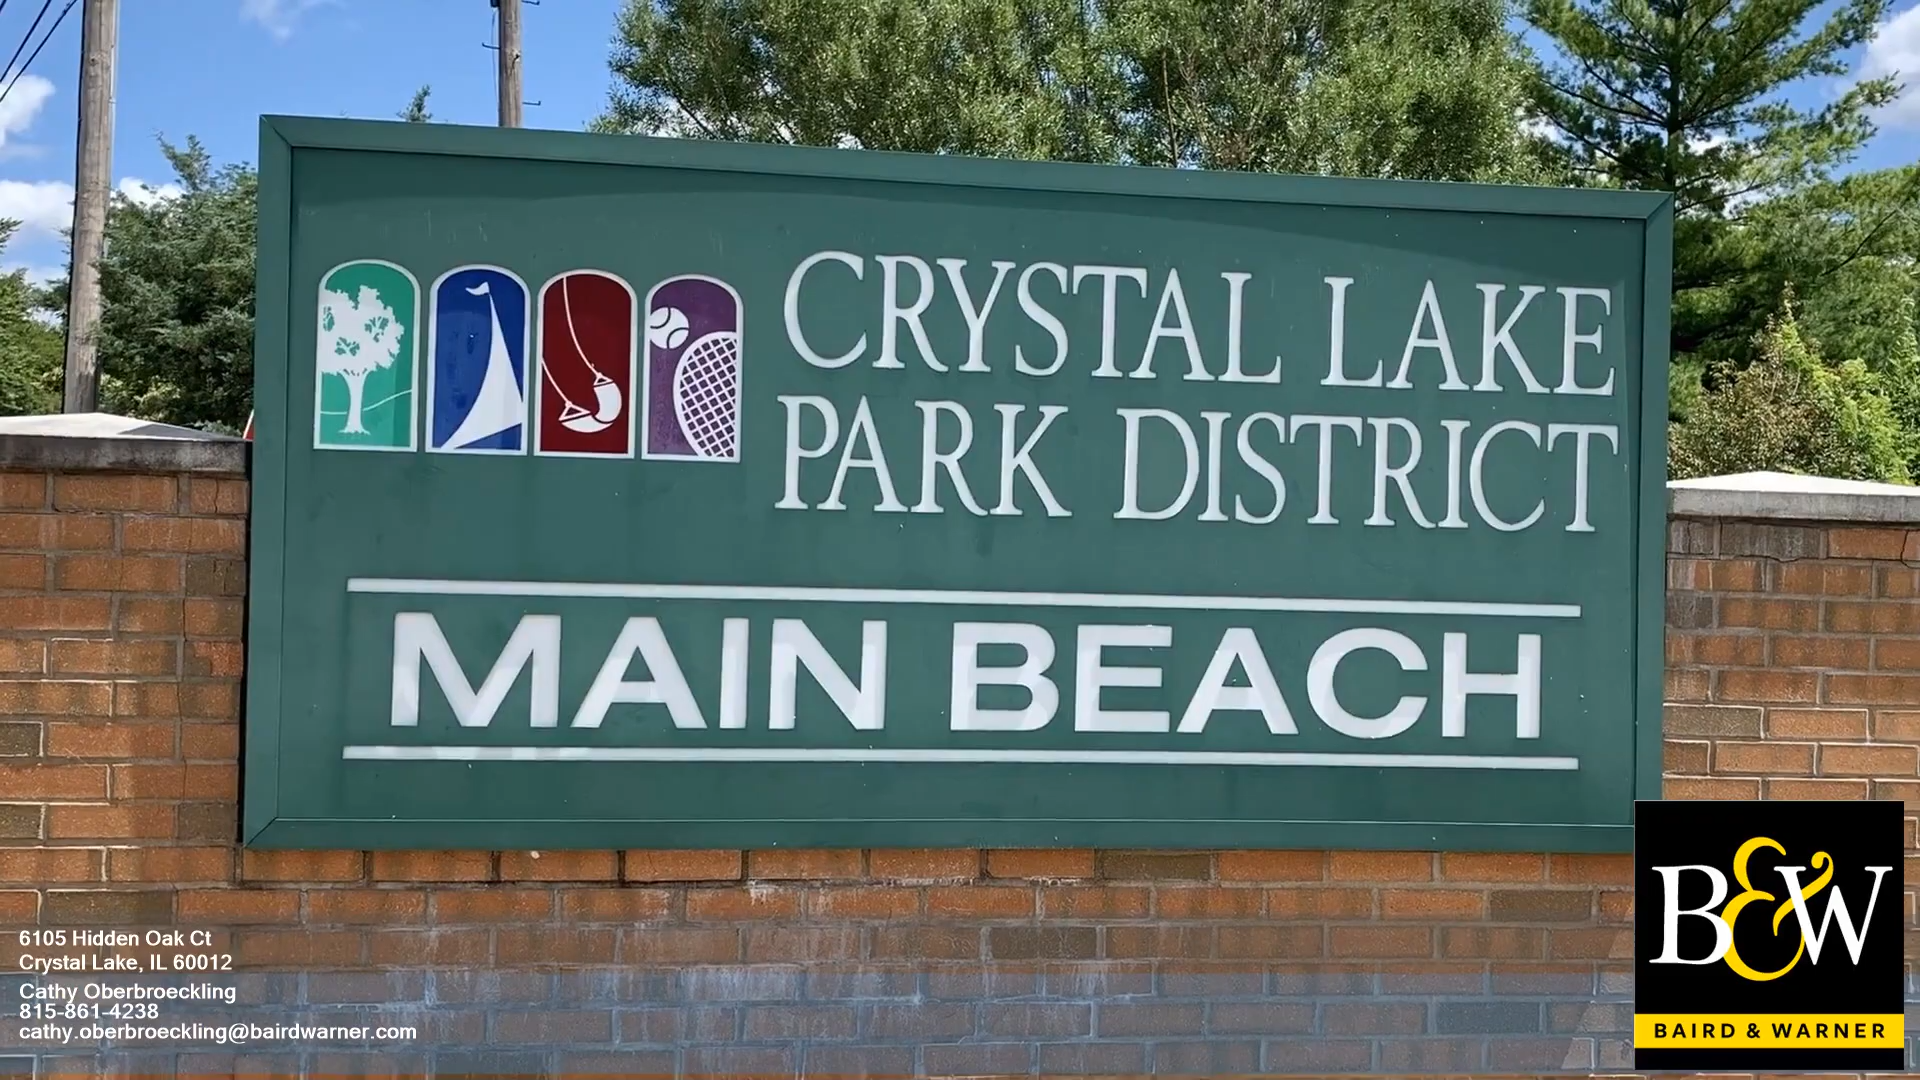 CRYSTAL LAKE
PARK DISTRICT
MAIN BEACH
6105 Hidden Oak Ct
Crystal Lake, IL 60012
Cathy Oberbroeckling
815-861-4238
cathy.oberbroeckling@bairdwarner.com
B&W
BAIRD & WARNER